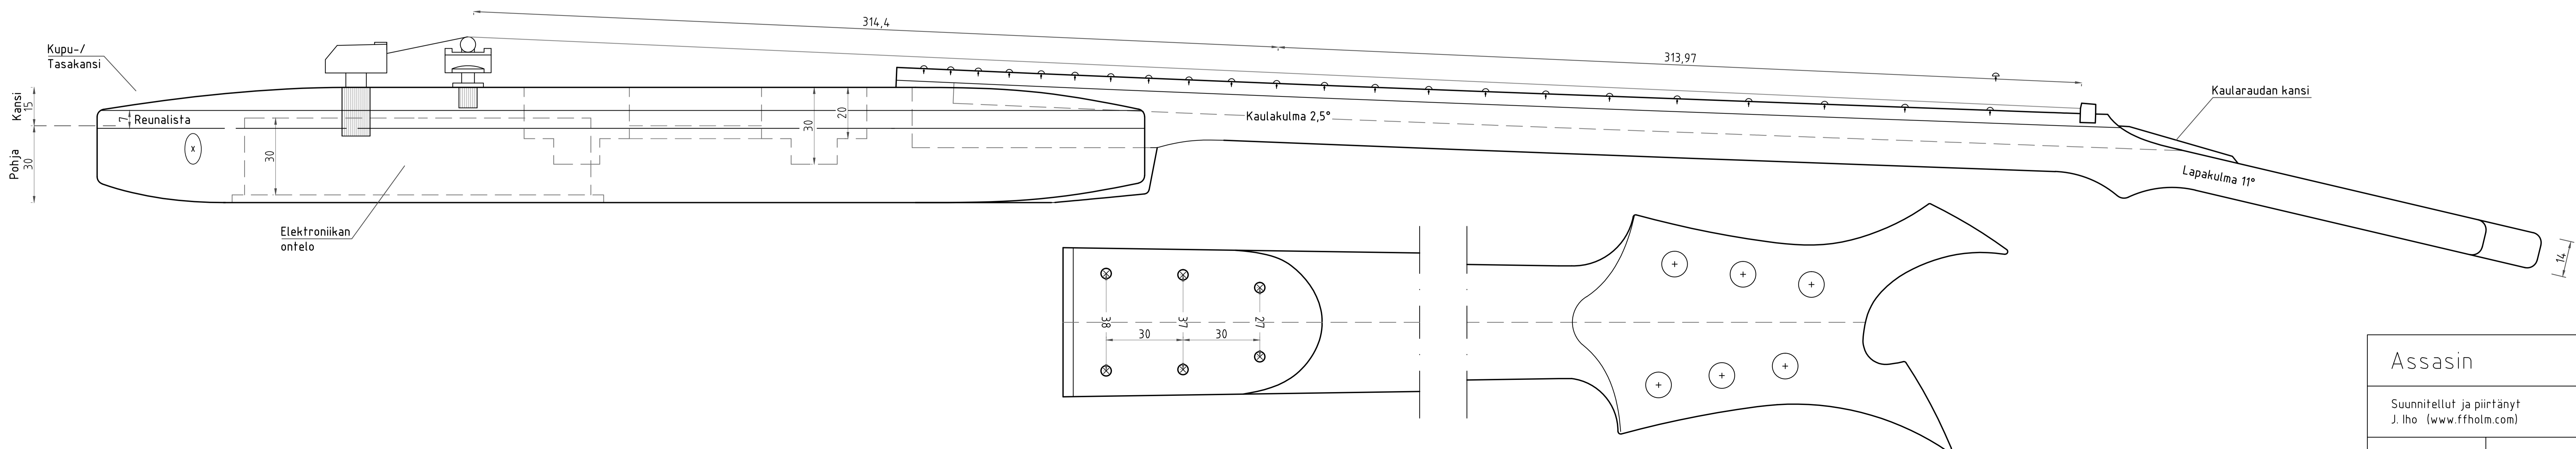 314,4
313,97
Kupu-/
Tasakansi
Kansi
15
7
Reunalista
Pohja
30
30
30
20
Kaulakulma 2,5°
Kaularaudan kansi
Lapakulma 11°
14
Elektroniikan
ontelo
x
38
37
27
30
30
Assasin
Suunnitellut ja piirtänyt
J. Iho (www.ffholm.com)